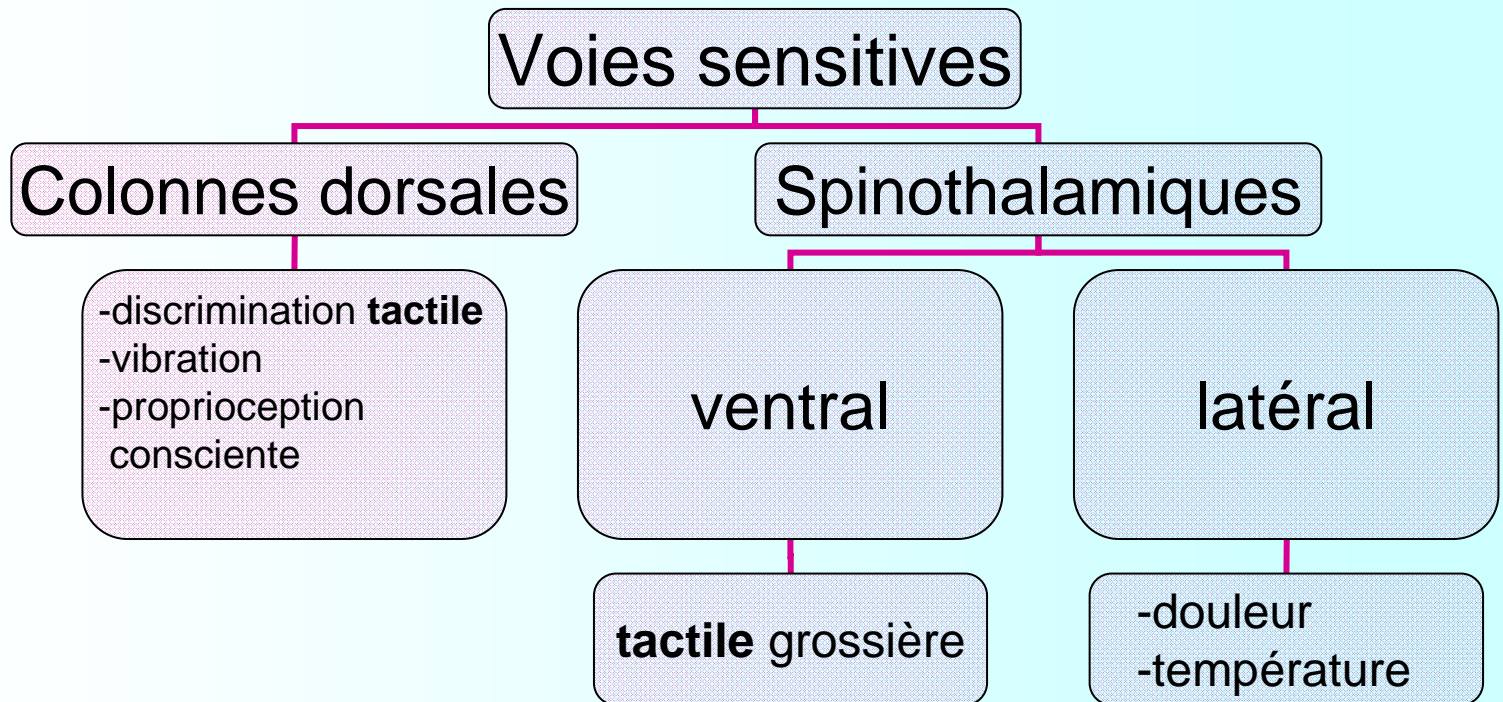 Voies sensitives
Colonnes dorsales
Spinothalamiques
-discrimination tactile
-vibration
-proprioception
consciente
ventral
latéral
tactile grossière
-douleur
-température